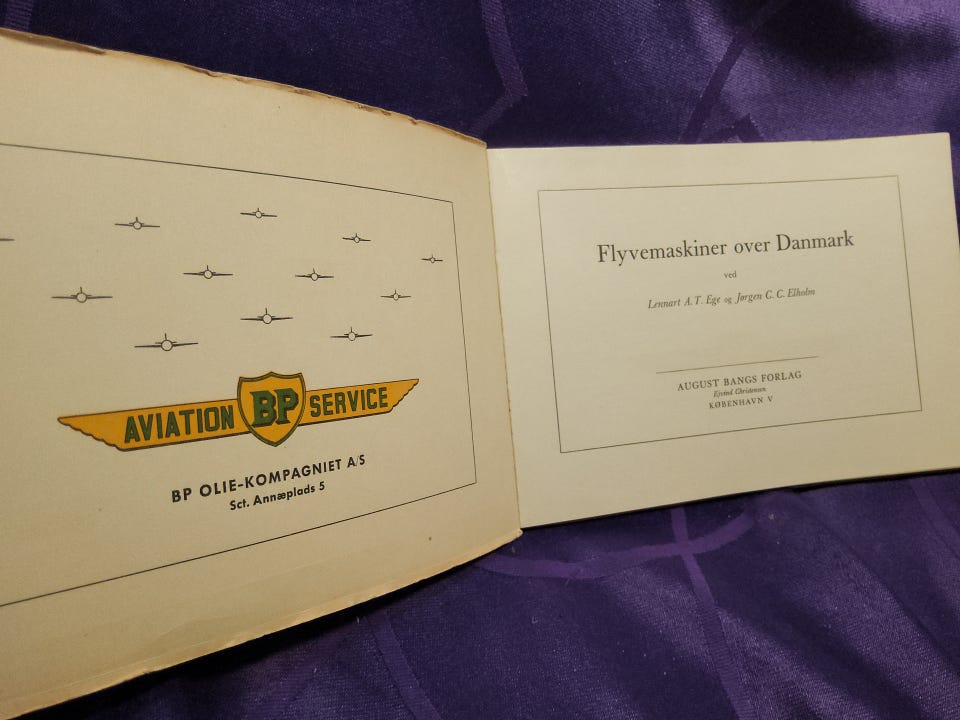 AVIATION BP SERVICE
BP OLIE-KOMPAGNIET A/S
Sct. Annæplads 5
Flyvemaskiner over Danmark
ved
Lennart A. T. Ege og Jørgen C. C. Elholm
AUGUST BANGS FORLAG
Ejvind Christensen
KØBENHAVN V